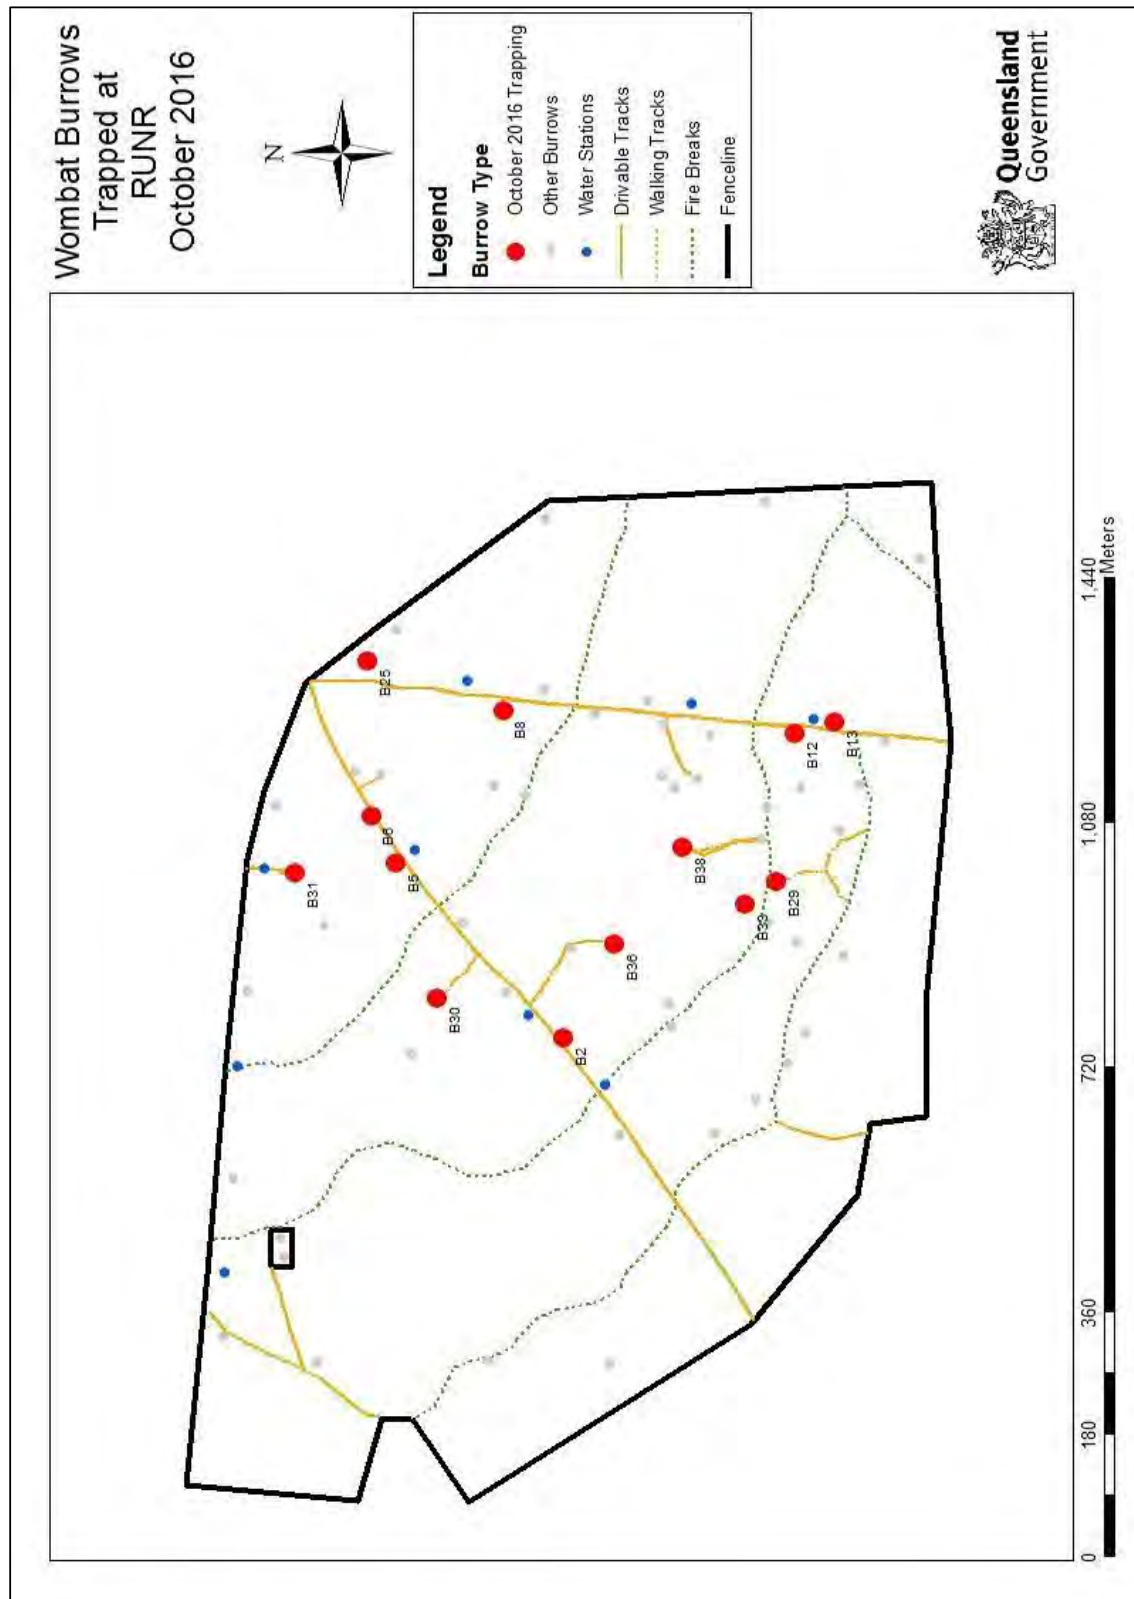 Wombat Burrows
Trapped at
RUNR
October 2016
N
Legend
Burrow Type
October 2016 Trapping
Other Burrows
Water Stations
Drivable Tracks
Walking Tracks
Fire Breaks
Fenceline
Queensland
Government
B25
B8
B6
B5
B31
B30
B2
B36
B38
B39
B29
B12
B13
0
180
360
720
1,080
1,440
Meters